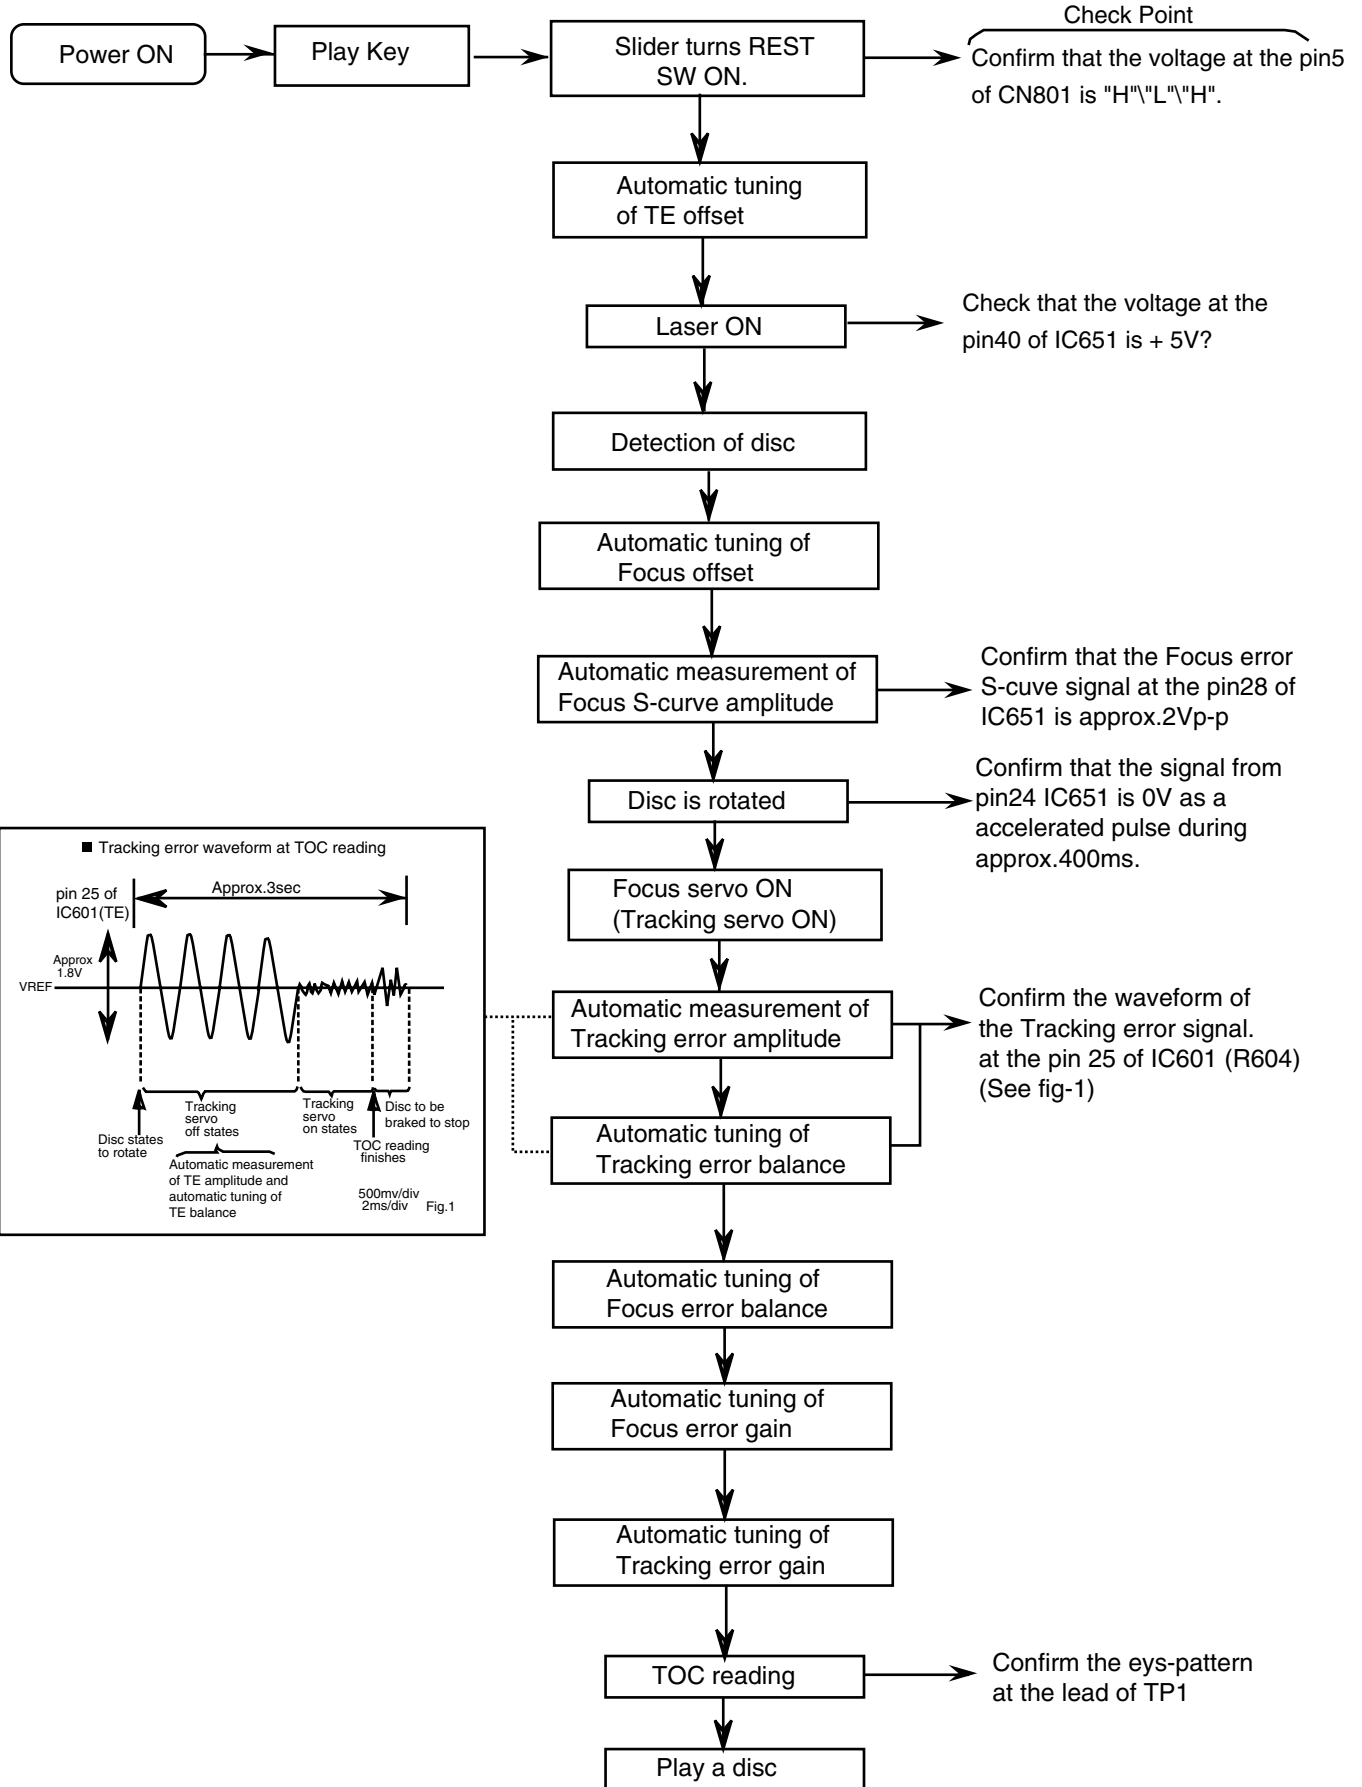 Check Point
Power ON
Play Key
Slider turns REST
SW ON.
Confirm that the voltage at the pin5
of CN801 is "H"\"L"\"H".
Automatic tuning
of TE offset
Laser ON
Check that the voltage at the
pin40 of IC651 is + 5V?
Detection of disc
Automatic tuning of
Focus offset
Automatic measurement of
Focus S-curve amplitude
Confirm that the Focus error
S-cuve signal at the pin28 of
IC651 is approx.2Vp-p
Disc is rotated
Confirm that the signal from
pin24 IC651 is 0V as a
accelerated pulse during
approx.400ms.
Focus servo ON
(Tracking servo ON)
■ Tracking error waveform at TOC reading
pin 25 of
IC601(TE)
Approx.3sec
Approx
1.8V
VREF
Disc states
to rotate
Tracking
servo
off states
Tracking
servo
on states
Disc to be
braked to stop
TOC reading
finishes
Automatic measurement
of TE amplitude and
automatic tuning of
TE balance
500mv/div
2ms/div
Fig.1
Automatic measurement of
Tracking error amplitude
Confirm the waveform of
the Tracking error signal.
at the pin 25 of IC601 (R604)
(See fig-1)
Automatic tuning of
Tracking error balance
Automatic tuning of
Focus error balance
Automatic tuning of
Focus error gain
Automatic tuning of
Tracking error gain
TOC reading
Confirm the eys-pattern
at the lead of TP1
Play a disc